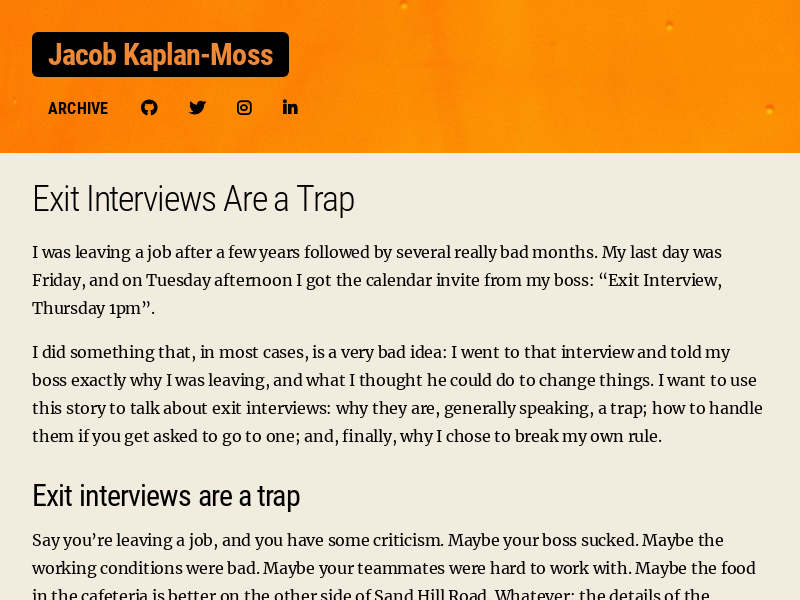 Jacob Kaplan-Moss
ARCHIVE
Exit Interviews Are a Trap
I was leaving a job after a few years followed by several really bad months. My last day was
Friday, and on Tuesday afternoon I got the calendar invite from my boss: “Exit Interview,
Thursday 1pm”.
I did something that, in most cases, is a very bad idea: I went to that interview and told my
boss exactly why I was leaving, and what I thought he could do to change things. I want to use
this story to talk about exit interviews: why they are, generally speaking, a trap; how to handle
them if you get asked to go to one; and, finally, why I chose to break my own rule.
Exit interviews are a trap
Say you’re leaving a job, and you have some criticism. Maybe your boss sucked. Maybe the
working conditions were bad. Maybe your teammates were hard to work with. Maybe the food
in the cafeteria is better on the other side of Sand Hill Road. Whatever: the details of the